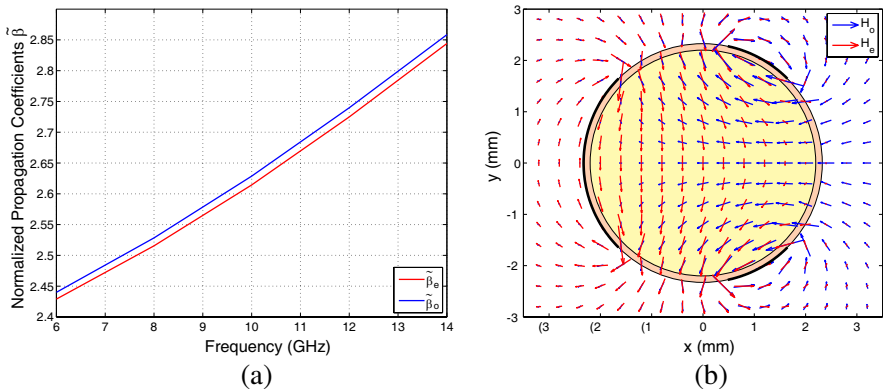 (a)
Normalized Propagation Coefficients β̃
2.85
2.8
2.75
2.7
2.65
2.6
2.55
2.5
2.45
2.4
6
7
8
9
10
11
12
13
14
Frequency (GHz)
β̃e
β̃o
(a)
(b)
y (mm)
3
2
1
0
-1
-2
-3
(3
(2
(1
0
1
2
3
x (mm)
Ho
He
(b)